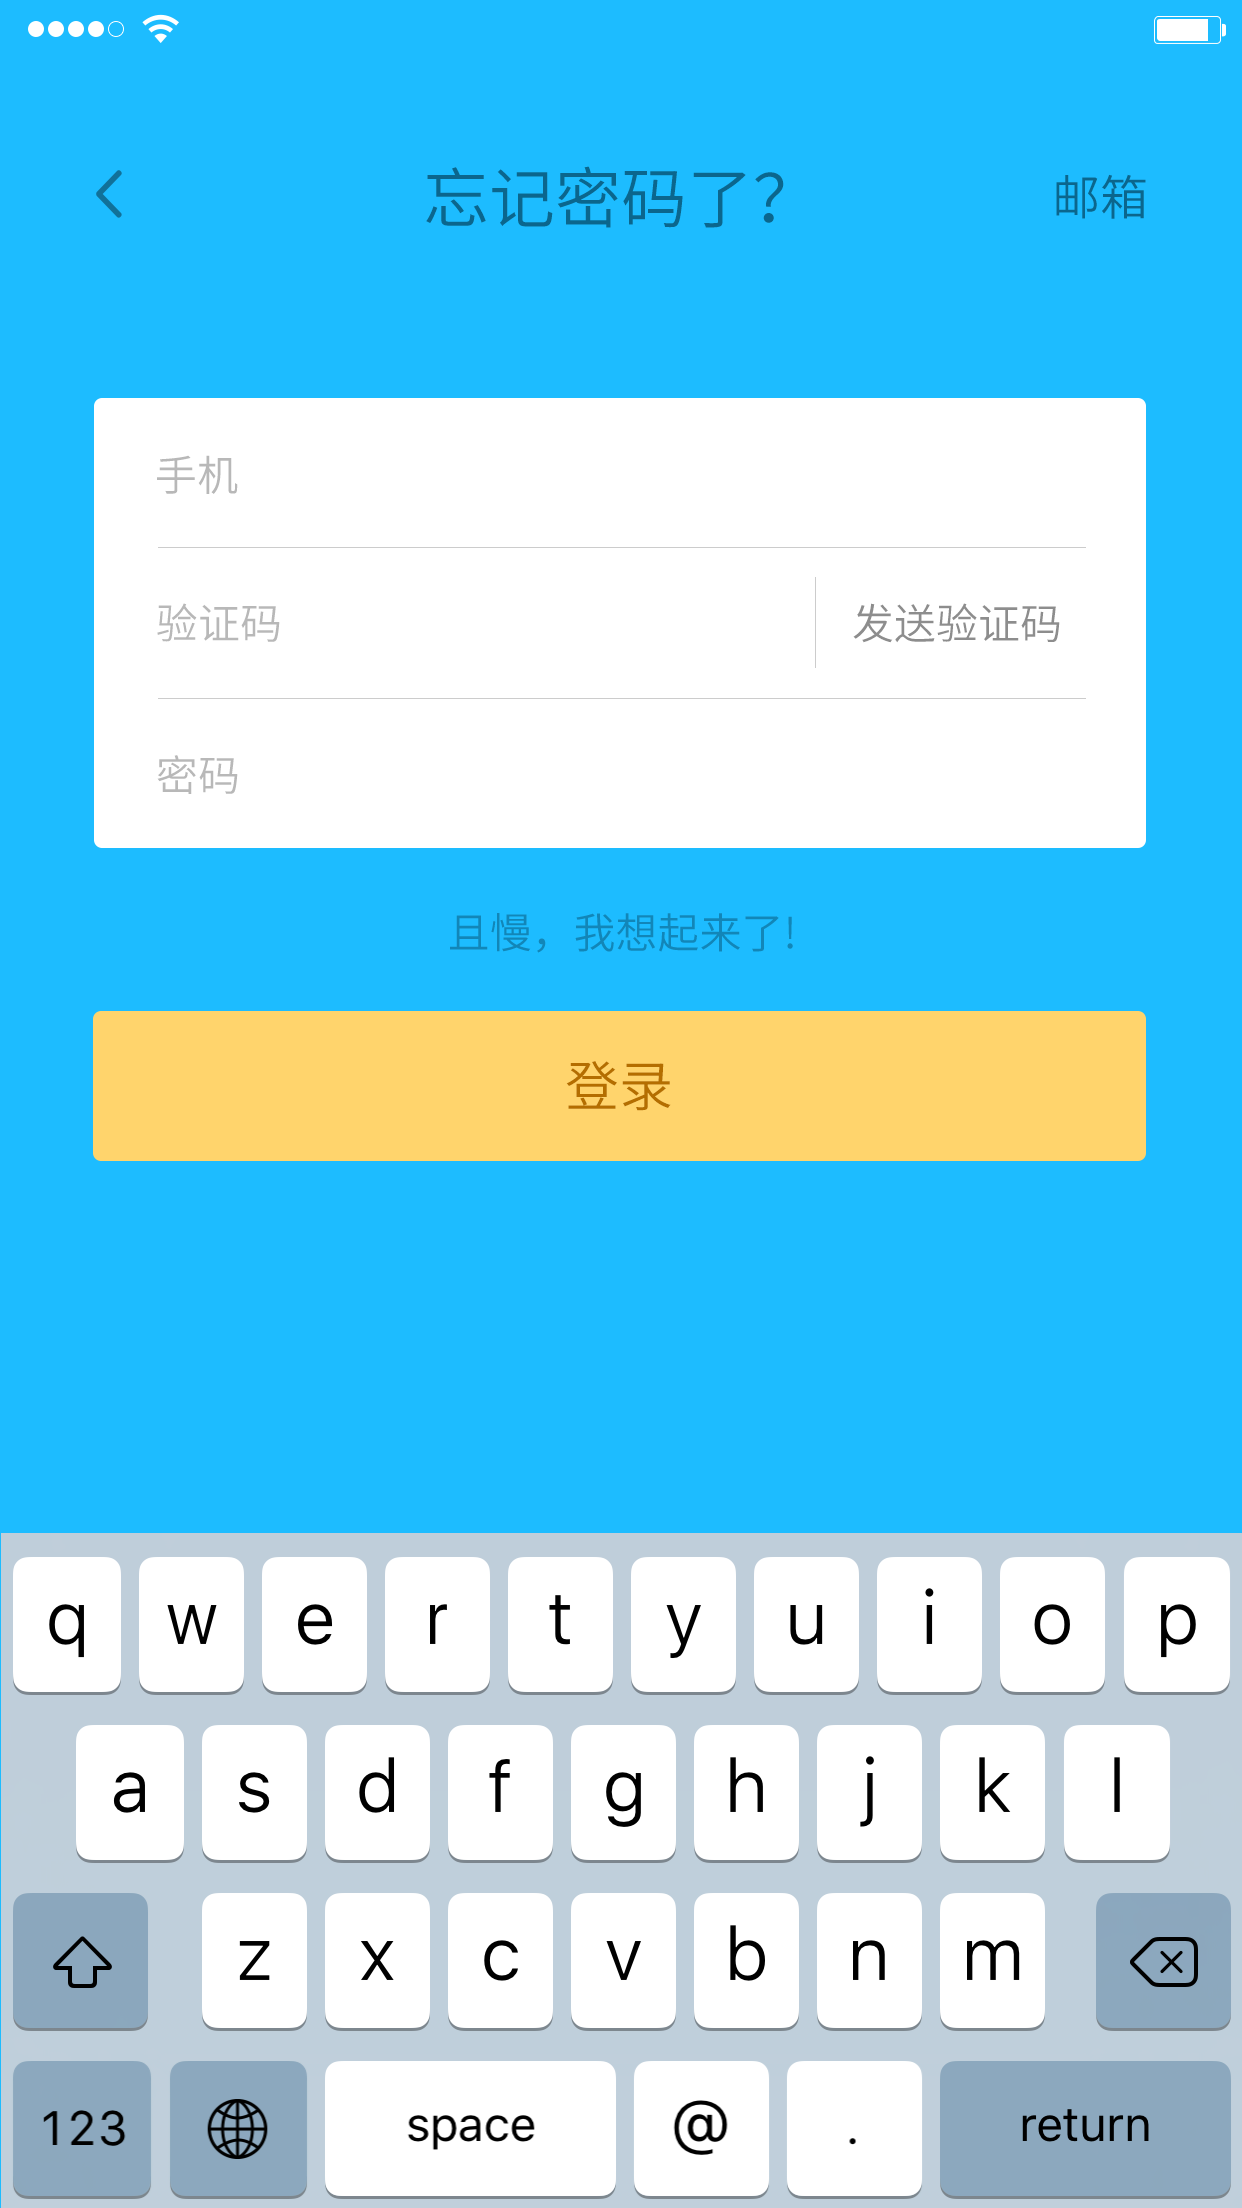 忘记密码了？
邮箱
手机
验证码
发送验证码
密码
且慢，我想起来了！
登录
q w e r t y u i o p
a s d f g h j k l
z x c v b n m
123 space @ . return